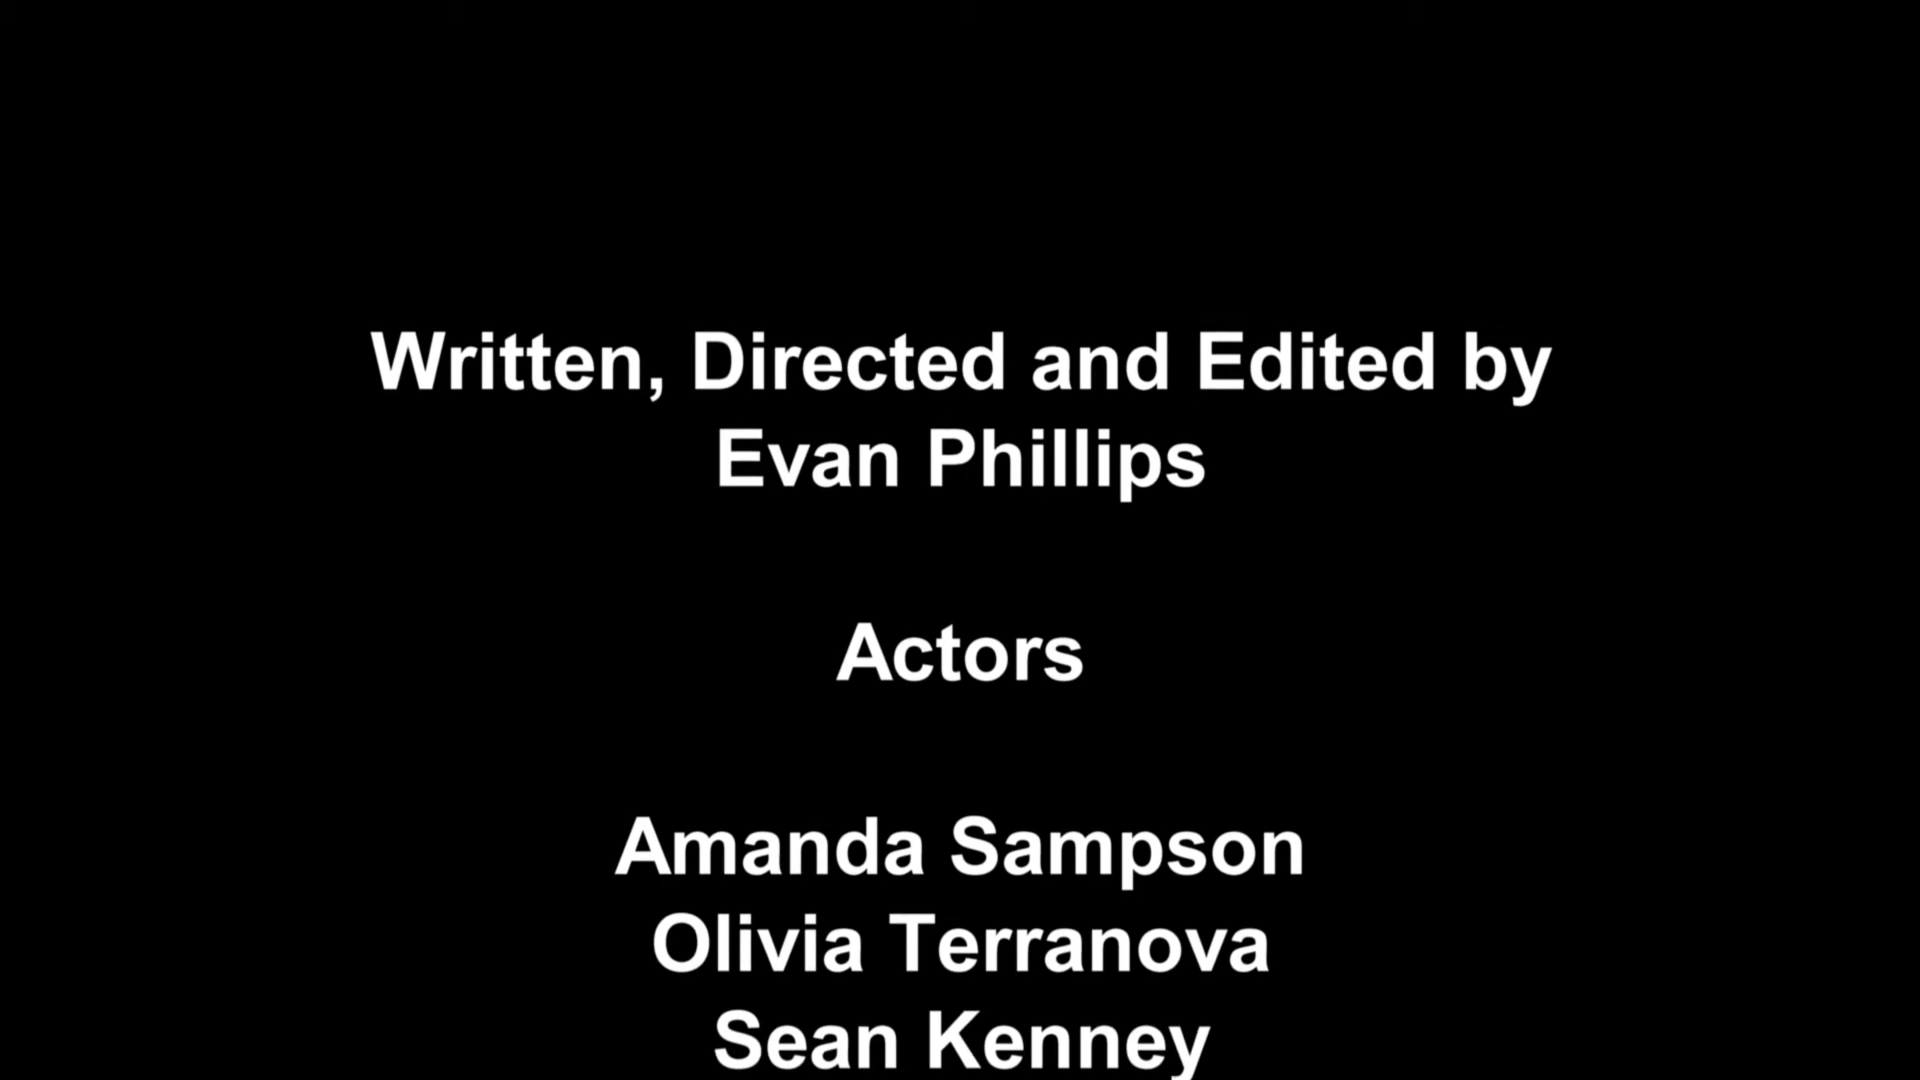 Written, Directed and Edited by
Evan Phillips
Actors
Amanda Sampson
Olivia Terranova
Sean Kenney